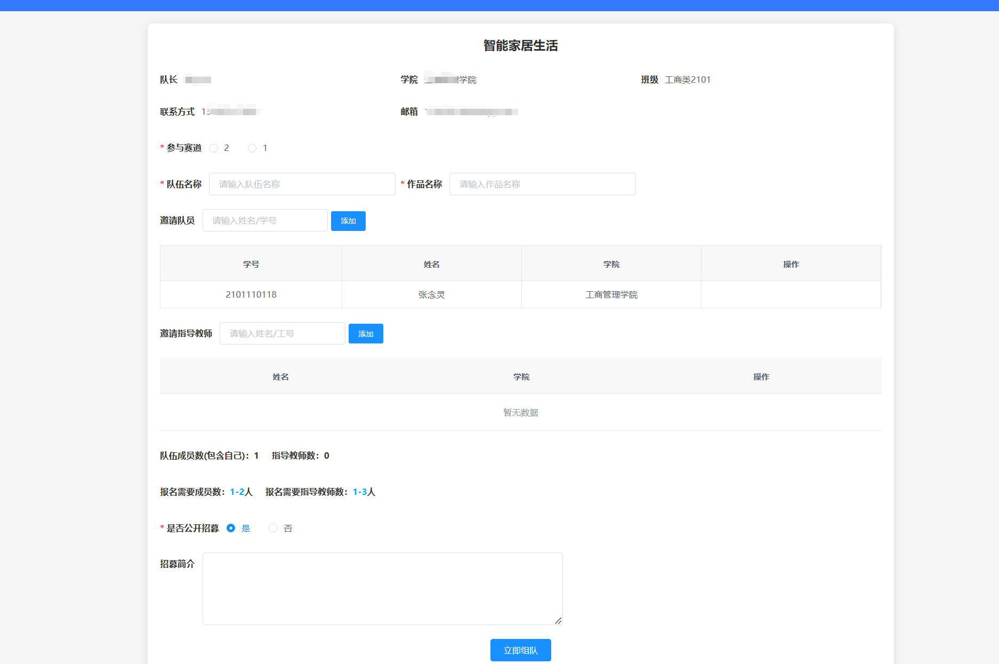 智能家居生活
队长 学院 学院 班级 工商类2101
联系方式 邮箱
* 参与赛道 2 1
* 队伍名称 请输入队伍名称 * 作品名称 请输入作品名称
邀请队员 请输入姓名/学号 添加
学号 姓名 学院 操作
2101110118 张念灵 工商管理学院
邀请指导教师 请输入姓名/工号 添加
姓名 学院 操作
暂无数据
队伍成员数(包含自己)：1 指导教师数：0
报名需要成员数：1-2人 报名需要指导教师数：1-3人
* 是否公开招募 是 否
招募简介
立即组队